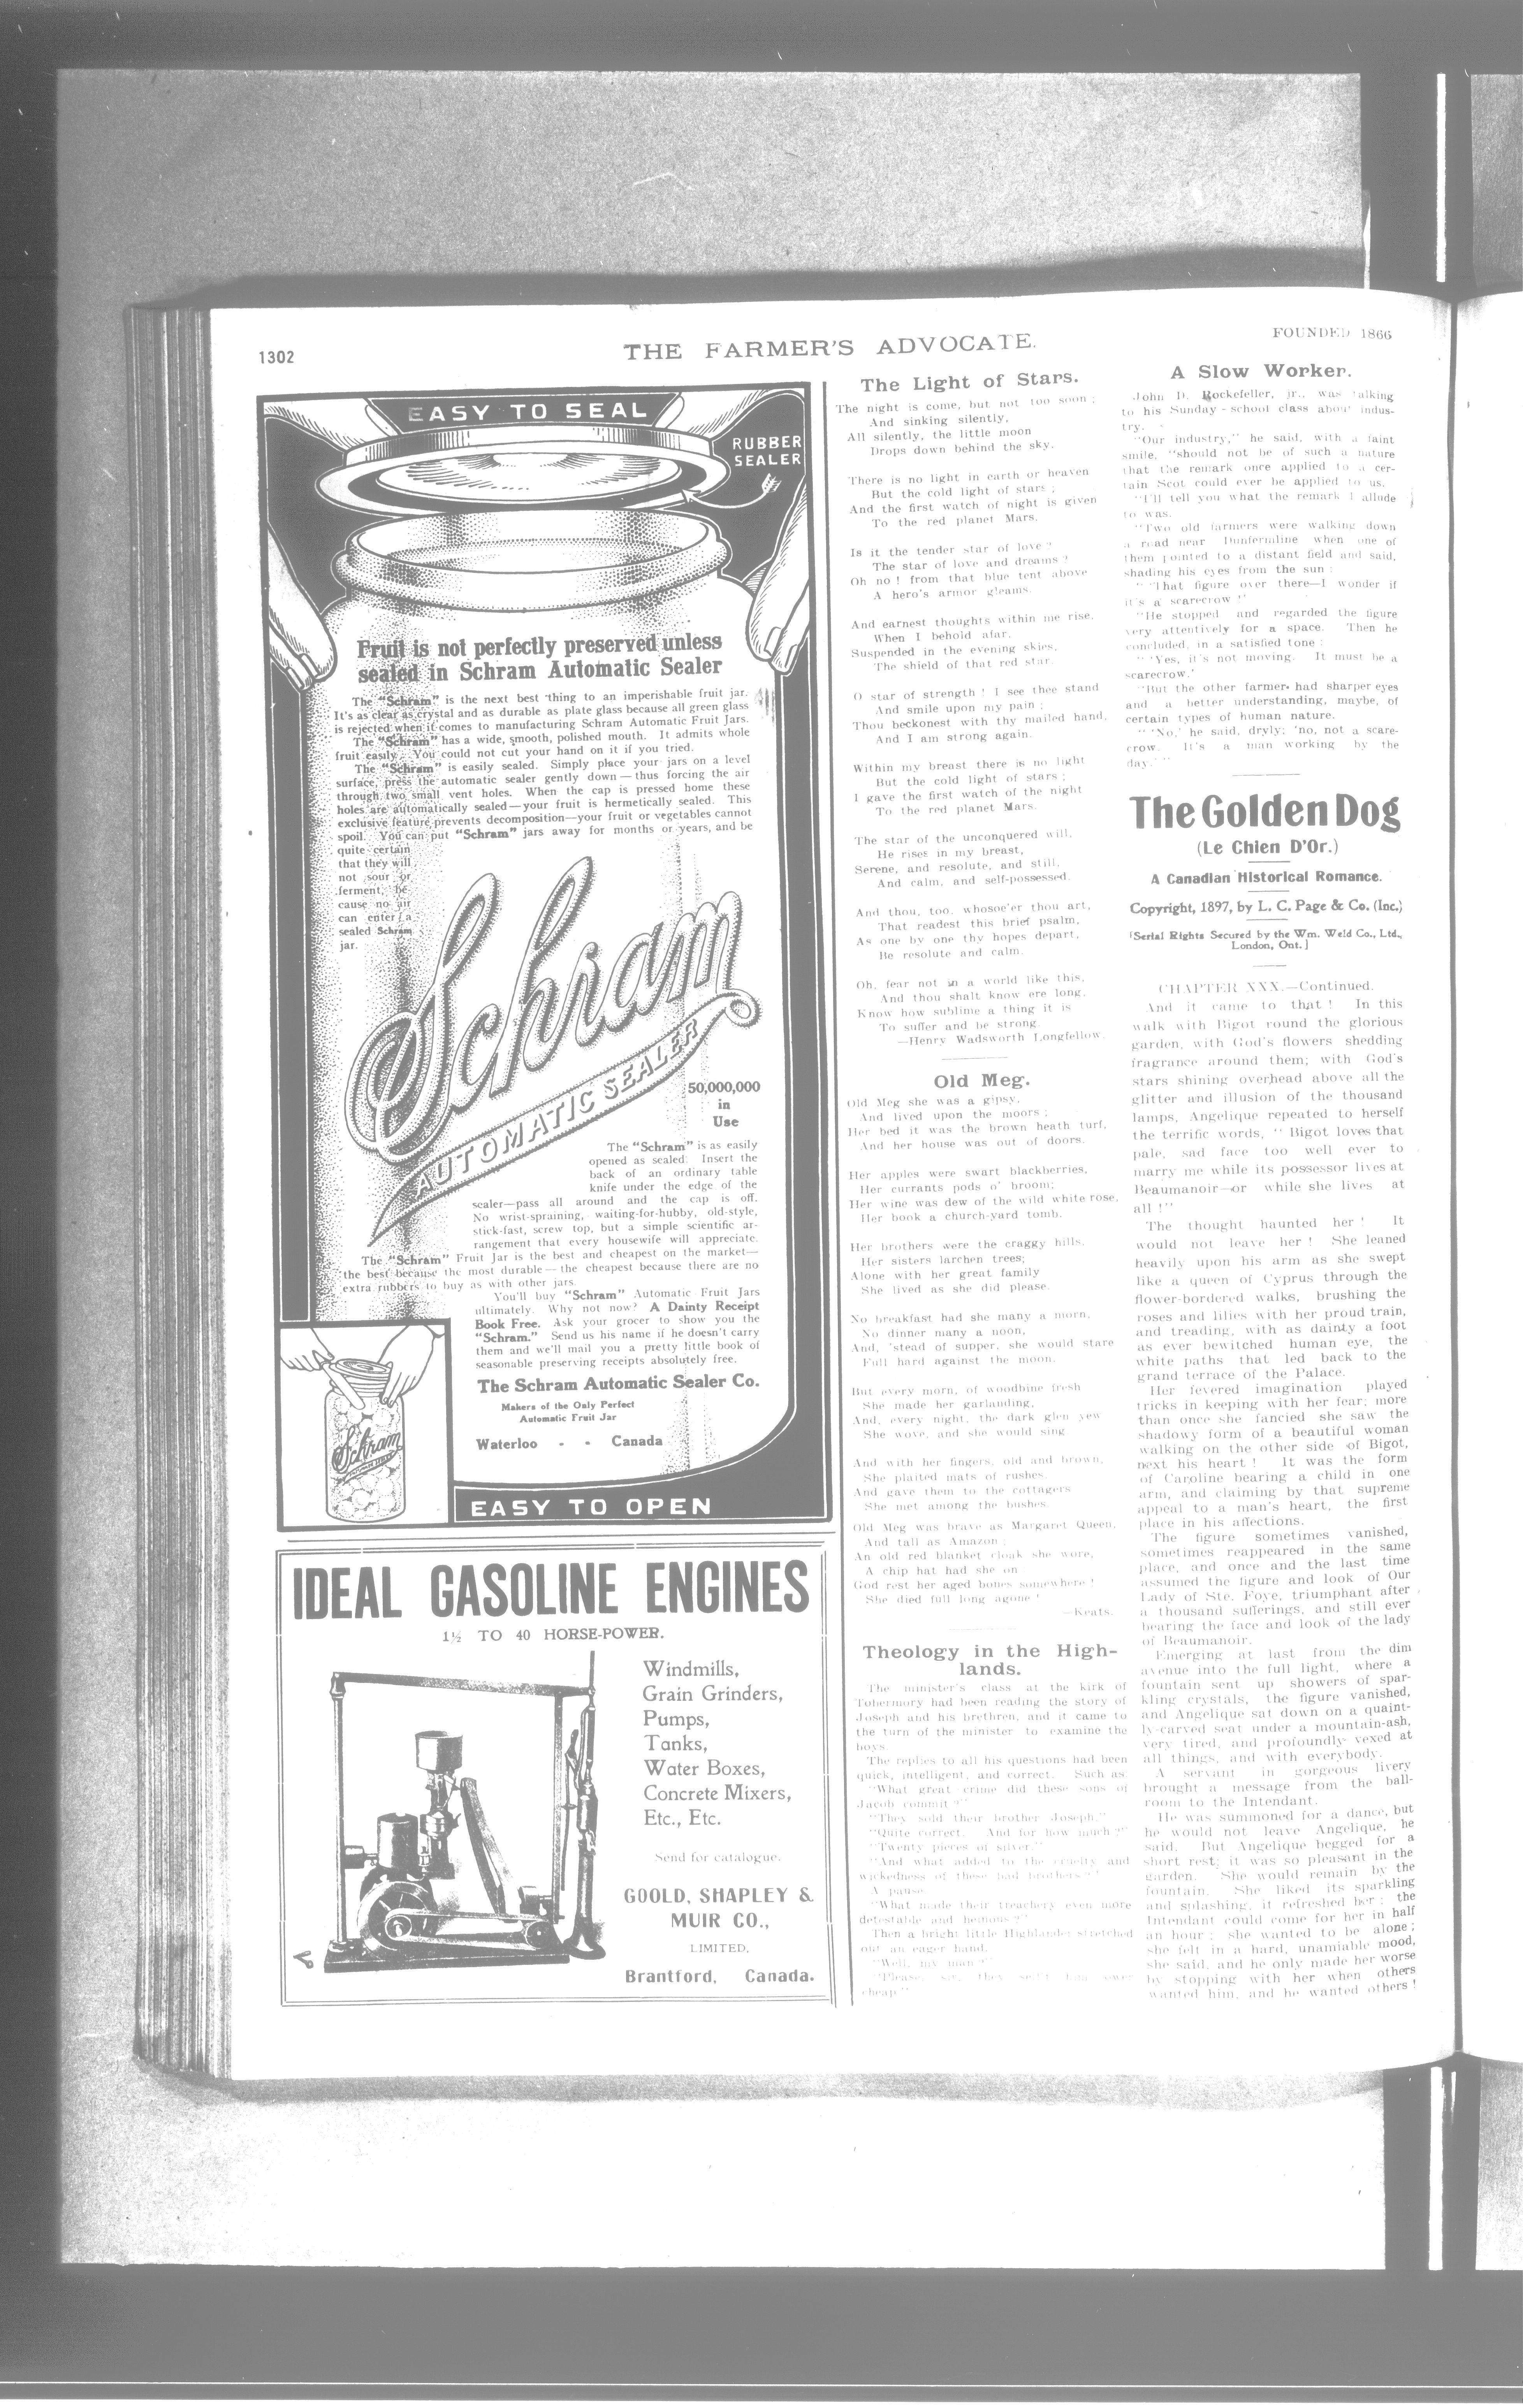 1302
THE FARMER'S ADVOCATE.
FOUNDED 1866
EASY TO SEAL
RUBBER
SEALER
Fruit is not perfectly preserved unless
sealed in Schram Automatic Sealer
The "Schram" is the next best thing to an imperishable fruit jar.
It's as clear as crystal and as durable as plate glass because all green glass
is rejected when it comes to manufacturing Schram Automatic Fruit Jars.
The "Schram" has a wide, smooth, polished mouth. It admits whole
fruit easily. You could not cut your hand on it if you tried.
The "Schram" is easily sealed. Simply place your jars on a level
surface, press the automatic sealer gently down—thus forcing the air
through two small vent holes. When the cap is pressed home these
holes are automatically sealed—your fruit is hermetically sealed. This
exclusive feature prevents decomposition—your fruit or vegetables cannot
spoil. You can put "Schram" jars away for months or years, and be
quite certain
that they will
not sour or
ferment, be-
cause no air
can enter a
sealed Schram
jar.
Schram
AUTOMATIC SEALER
50,000,000
in
Use
The "Schram" is as easily
opened as sealed. Insert the
back of an ordinary table
knife under the edge of the
sealer—pass all around and the cap is off.
No wrist-spraining, waiting-for-hubby, old-style,
stick-fast, screw top, but a simple scientific ar-
rangement that every housewife will appreciate.
The "Schram" Fruit Jar is the best and cheapest on the market—
the best because the most durable—the cheapest because there are no
extra rubbers to buy as with other jars.
You'll buy "Schram" Automatic Fruit Jars
ultimately. Why not now? A Dainty Receipt
Book Free. Ask your grocer to show you the
"Schram." Send us his name if he doesn't carry
them and we'll mail you a pretty little book of
seasonable preserving receipts absolutely free.
The Schram Automatic Sealer Co.
Makers of the Only Perfect
Automatic Fruit Jar
Waterloo - - Canada
Schram
EASY TO OPEN
IDEAL GASOLINE ENGINES
1½ TO 40 HORSE-POWER.
Windmills,
Grain Grinders,
Pumps,
Tanks,
Water Boxes,
Concrete Mixers,
Etc., Etc.
Send for catalogue.
GOOLD, SHAPLEY &
MUIR CO.,
LIMITED,
Brantford, Canada.
The Light of Stars.
The night is come, but not too soon;
And sinking silently,
All silently, the little moon
Drops down behind the sky.
There is no light in earth or heaven
But the cold light of stars;
And the first watch of night is given
To the red planet Mars.
Is it the tender star of love?
The star of love and dreams?
Oh no! from that blue tent above
A hero's armor gleams.
And earnest thoughts within me rise,
When I behold afar,
Suspended in the evening skies,
The shield of that red star.
O star of strength! I see thee stand
And smile upon my pain;
Thou beckonest with thy mailed hand,
And I am strong again.
Within my breast there is no light
But the cold light of stars;
I gave the first watch of the night
To the red planet Mars.
The star of the unconquered will,
He rises in my breast,
Serene, and resolute, and still,
And calm, and self-possessed.
And thou, too, whosoe'er thou art,
That readest this brief psalm,
As one by one thy hopes depart,
Be resolute and calm.
Oh, fear not in a world like this,
And thou shalt know ere long,
Know how sublime a thing it is
To suffer and be strong.
—Henry Wadsworth Longfellow
Old Meg.
Old Meg she was a gipsy,
And lived upon the moors;
Her bed it was the brown heath turf,
And her house was out of doors.
Her apples were swart blackberries,
Her currants pods o' broom;
Her wine was dew of the wild white rose,
Her book a church-yard tomb.
Her brothers were the craggy hills,
Her sisters larchen trees;
Alone with her great family
She lived as she did please.
No breakfast had she many a morn,
No dinner many a noon,
And, 'stead of supper, she would stare
Full hard against the moon.
But every morn, of woodbine fresh
She made her garlanding,
And, every night, the dark glen yew
She wove, and she would sing.
And with her fingers, old and brown,
She plaited mats of rushes,
And gave them to the cottagers
She met among the bushes
Old Meg was brave as Margaret Queen,
And tall as Amazon;
An old red blanket cloak she wore,
A chip hat had she on
God rest her aged bones somewhere!
She died full long agone!
—Keats.
Theology in the High-
lands.
The minister's class at the kirk of
Tobermory had been reading the story of
Joseph and his brethren, and it came to
the turn of the minister to examine the
boys.
The replies to all his questions had been
quick, intelligent, and correct. Such as
"What great crime did these sons of
Jacob commit?"
"They sold their brother Joseph."
"Quite correct. And for how much?"
"Twenty pieces of silver."
"And what added to the cruelty and
wickedness of these bad brothers?"
A pause.
"What made their treachery even more
detestable and heinous?"
Then a bright little Highlander stretched
out an eager hand.
"Well, my man?"
"Please, sir, they sell't him ower
cheap."
A Slow Worker.
John D. Rockefeller, jr., was talking
to his Sunday-school class about indus-
try.
"Our industry," he said, with a faint
smile, "should not be of such a nature
that the remark once applied to a cer-
tain Scot could ever be applied to us.
"I'll tell you what the remark I allude
to was.
"Two old farmers were walking down
a road near Dunfermline when one of
them pointed to a distant field and said,
shading his eyes from the sun:
"'That figure over there—I wonder if
it's a scarecrow?'
"He stopped and regarded the figure
very attentively for a space. Then he
concluded, in a satisfied tone:
"'Yes, it's not moving. It must be a
scarecrow.'
"But the other farmer had sharper eyes
and a better understanding, maybe, of
certain types of human nature.
"'No,' he said, dryly; 'no, not a scare-
crow. It's a man working by the
day.'"
The Golden Dog
(Le Chien D'Or.)
A Canadian Historical Romance.
Copyright, 1897, by L. C. Page & Co. (Inc.)
[Serial Rights Secured by the Wm. Weld Co., Ltd.,
London, Ont.]
CHAPTER XXX.—Continued.
And it came to that! In this
walk with Bigot round the glorious
garden, with God's flowers shedding
fragrance around them; with God's
stars shining overhead above all the
glitter and illusion of the thousand
lamps, Angelique repeated to herself
the terrific words, "Bigot loves that
pale, sad face too well ever to
marry me while its possessor lives at
Beaumanoir—or while she lives at
all!"
The thought haunted her! It
would not leave her! She leaned
heavily upon his arm as she swept
like a queen of Cyprus through the
flower-bordered walks, brushing the
roses and lilies with her proud train,
and treading, with as dainty a foot
as ever bewitched human eye, the
white paths that led back to the
grand terrace of the Palace.
Her fevered imagination played
tricks in keeping with her fear; more
than once she fancied she saw the
shadowy form of a beautiful woman
walking on the other side of Bigot,
next his heart! It was the form
of Caroline bearing a child in one
arm, and claiming by that supreme
appeal to a man's heart, the first
place in his affections.
The figure sometimes vanished,
sometimes reappeared in the same
place, and once and the last time
assumed the figure and look of Our
Lady of Ste. Foye, triumphant after
a thousand sufferings, and still ever
bearing the face and look of the lady
of Beaumanoir.
Emerging at last from the dim
avenue into the full light, where a
fountain sent up showers of spar-
kling crystals, the figure vanished,
and Angelique sat down on a quaint-
ly-carved seat under a mountain-ash,
very tired, and profoundly vexed at
all things, and with everybody.
A servant in gorgeous livery
brought a message from the ball-
room to the Intendant.
He was summoned for a dance, but
he would not leave Angelique, he
said. But Angelique begged for a
short rest; it was so pleasant in the
garden. She would remain by the
fountain. She liked its sparkling
and splashing, it refreshed her; the
Intendant could come for her in half
an hour; she wanted to be alone;
she felt in a hard, unamiable mood,
she said, and he only made her worse
by stopping with her when others
wanted him, and he wanted others!